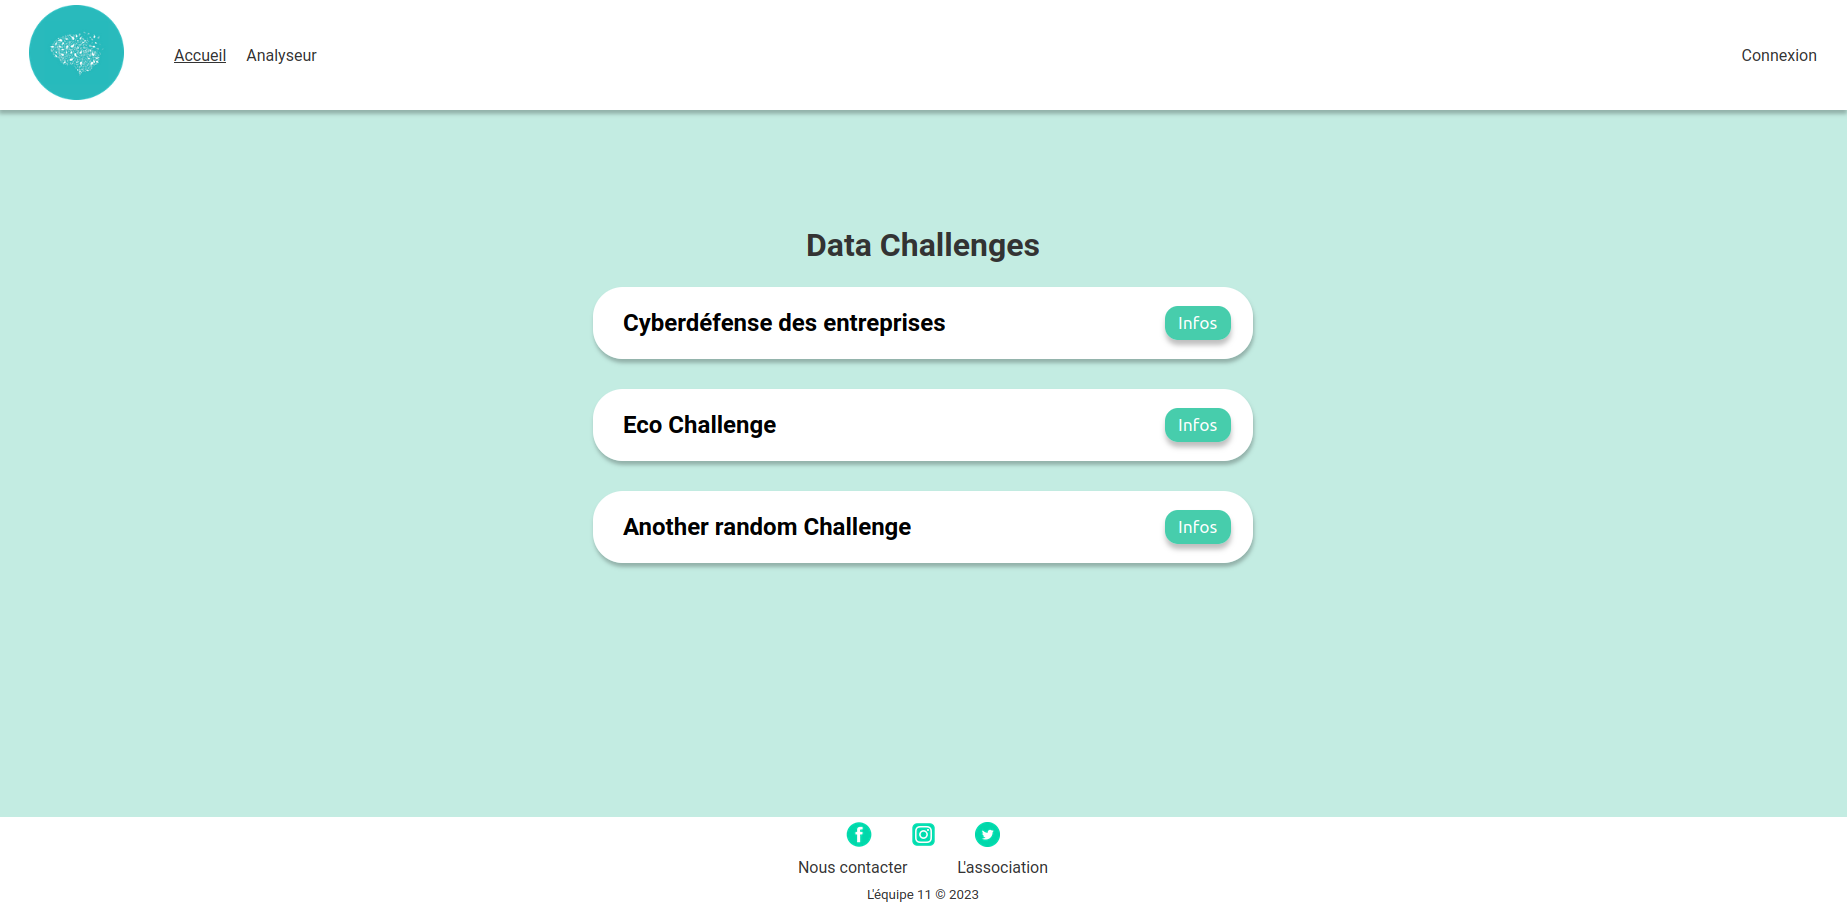 Accueil Analyseur Connexion
Data Challenges
Cyberdéfense des entreprises Infos
Eco Challenge Infos
Another random Challenge Infos
Nous contacter L'association
L'équipe 11 © 2023